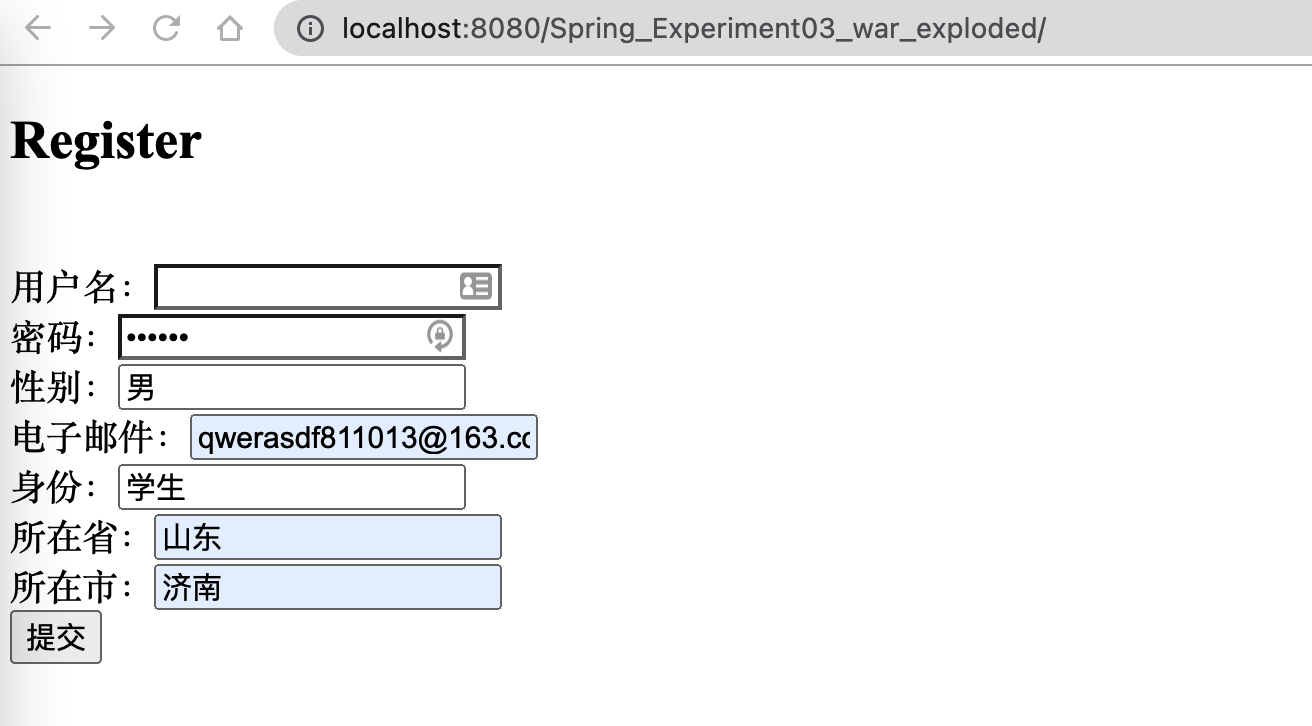 localhost:8080/Spring_Experiment03_war_exploded/
Register
用户名：
密码： ••••••
性别： 男
电子邮件： qwerasdf811013@163.co
身份： 学生
所在省： 山东
所在市： 济南
提交